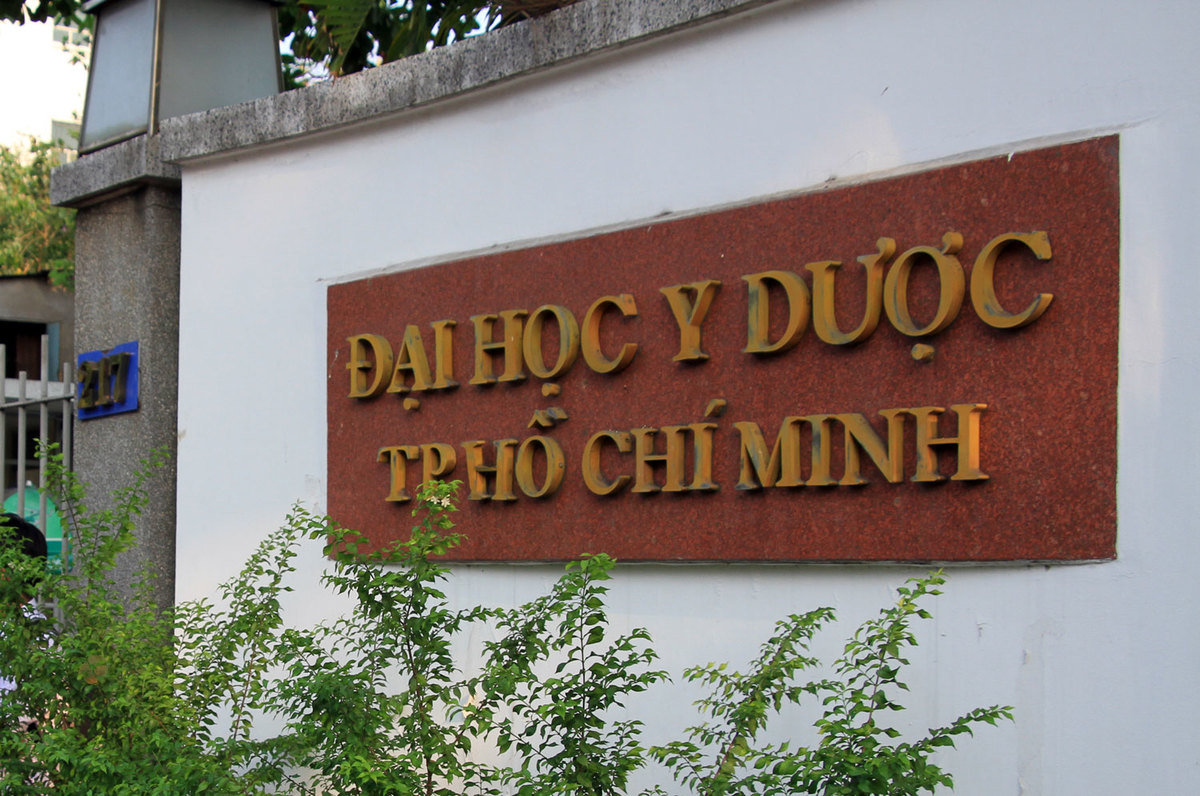 217
ĐẠI HỌC Y DƯỢC
TP.HỒ CHÍ MINH